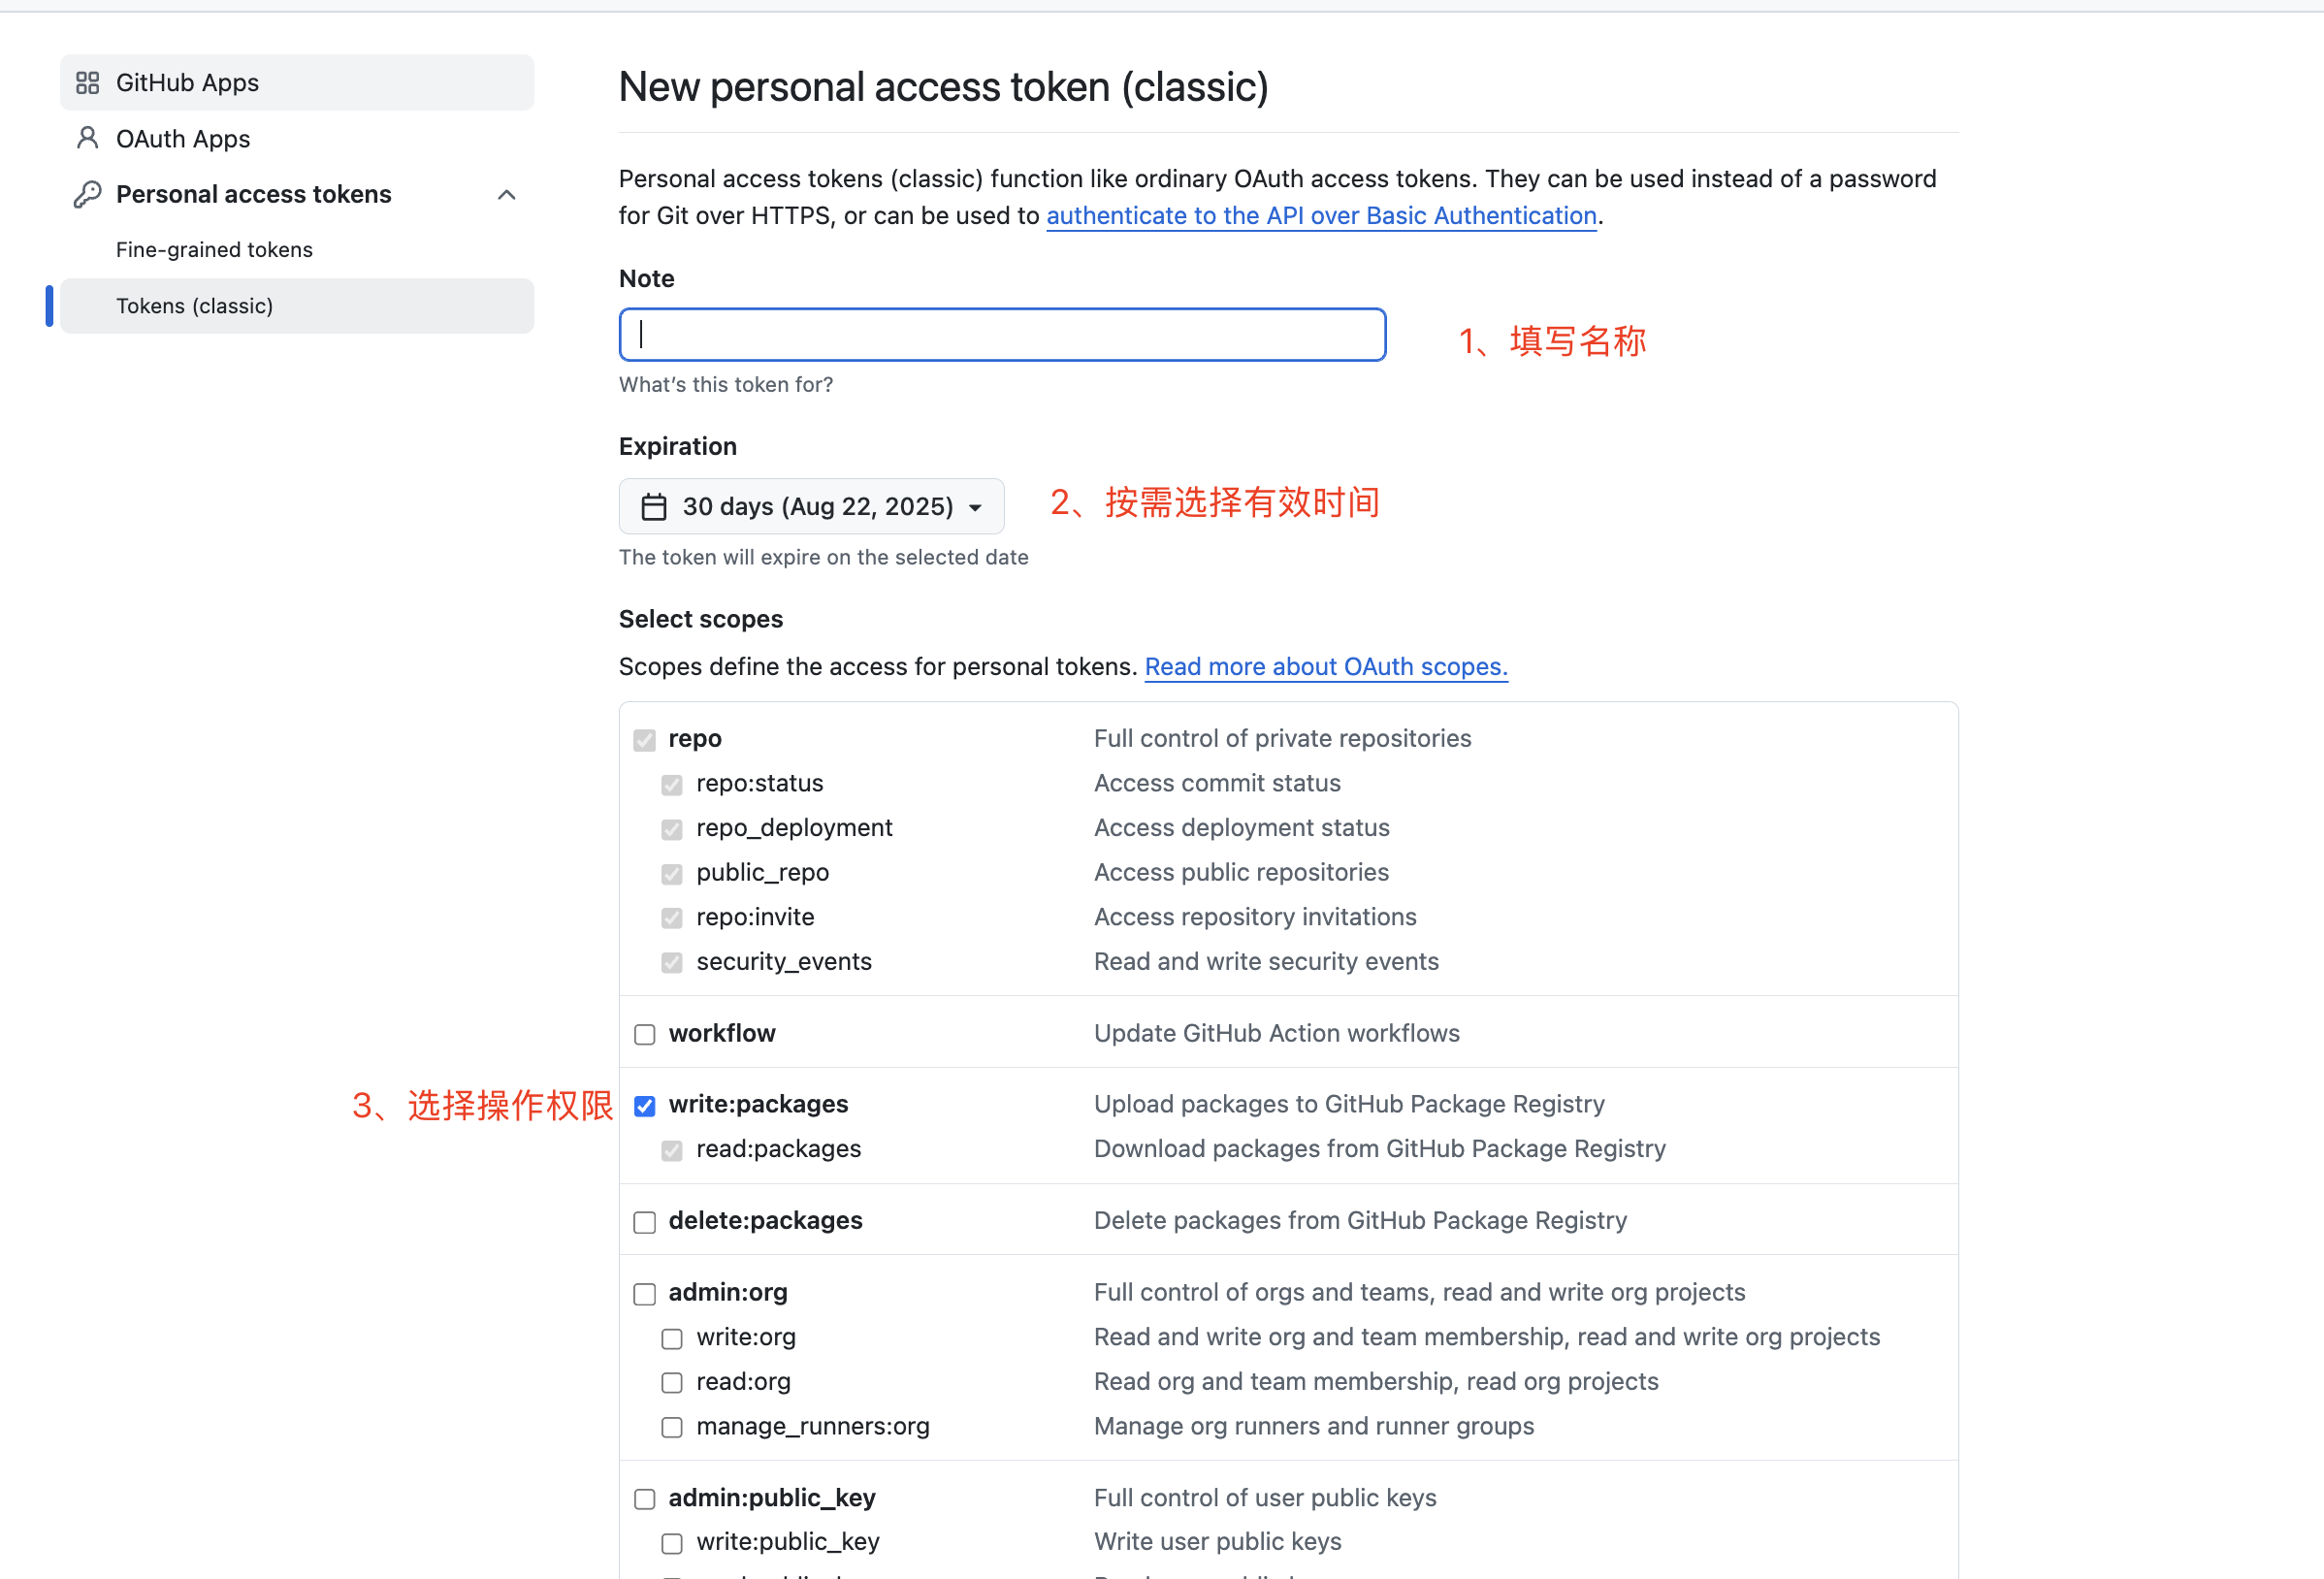 GitHub Apps
OAuth Apps
Personal access tokens
Fine-grained tokens
Tokens (classic)
New personal access token (classic)
Personal access tokens (classic) function like ordinary OAuth access tokens. They can be used instead of a password
for Git over HTTPS, or can be used to authenticate to the API over Basic Authentication.
Note
1、填写名称
What's this token for?
Expiration
30 days (Aug 22, 2025)
2、按需选择有效时间
The token will expire on the selected date
Select scopes
Scopes define the access for personal tokens. Read more about OAuth scopes.
repo Full control of private repositories
repo:status Access commit status
repo_deployment Access deployment status
public_repo Access public repositories
repo:invite Access repository invitations
security_events Read and write security events
workflow Update GitHub Action workflows
3、选择操作权限 write:packages Upload packages to GitHub Package Registry
read:packages Download packages from GitHub Package Registry
delete:packages Delete packages from GitHub Package Registry
admin:org Full control of orgs and teams, read and write org projects
write:org Read and write org and team membership, read and write org projects
read:org Read org and team membership, read org projects
manage_runners:org Manage org runners and runner groups
admin:public_key Full control of user public keys
write:public_key Write user public keys